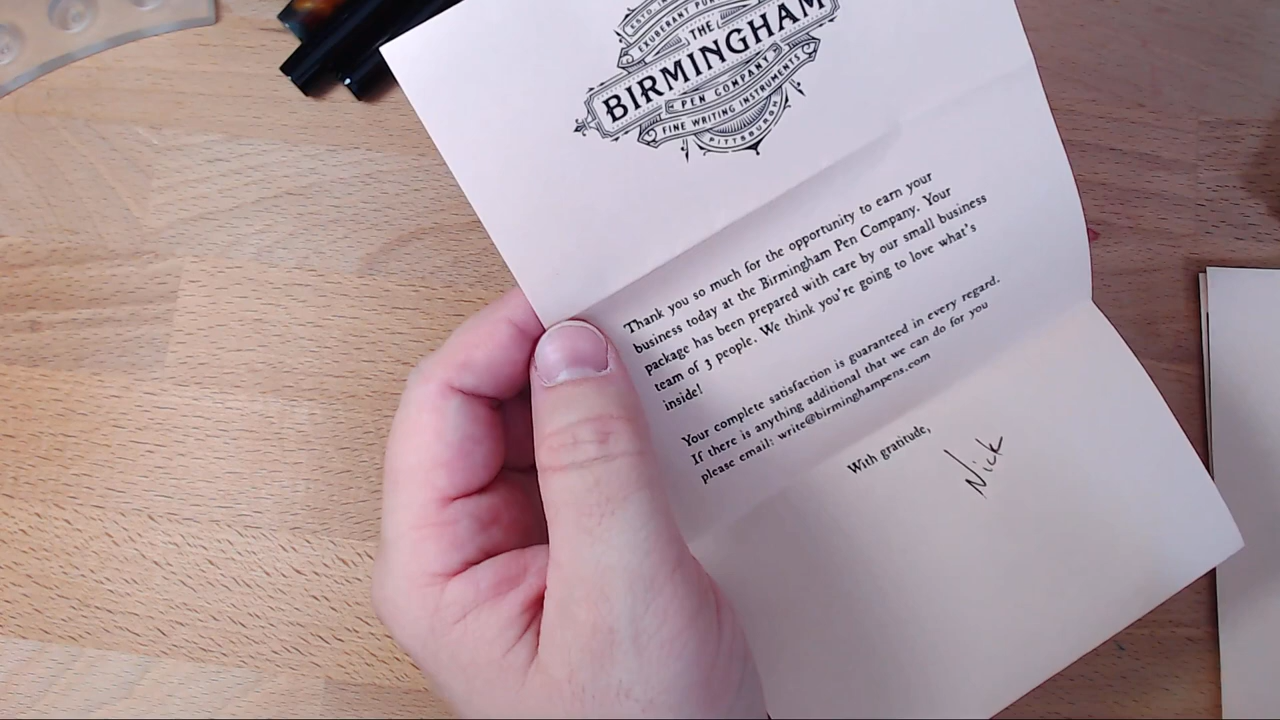 EXUBERANT
THE
BIRMINGHAM
PEN COMPANY
FINE WRITING INSTRUMENTS
PITTSBURGH
Thank you so much for the opportunity to earn your
business today at the Birmingham Pen Company. Your
package has been prepared with care by our small business
team of 3 people. We think you're going to love what's
inside!
Your complete satisfaction is guaranteed in every regard.
If there is anything additional that we can do for you
please email: write@birminghampens.com
With gratitude,
Nick